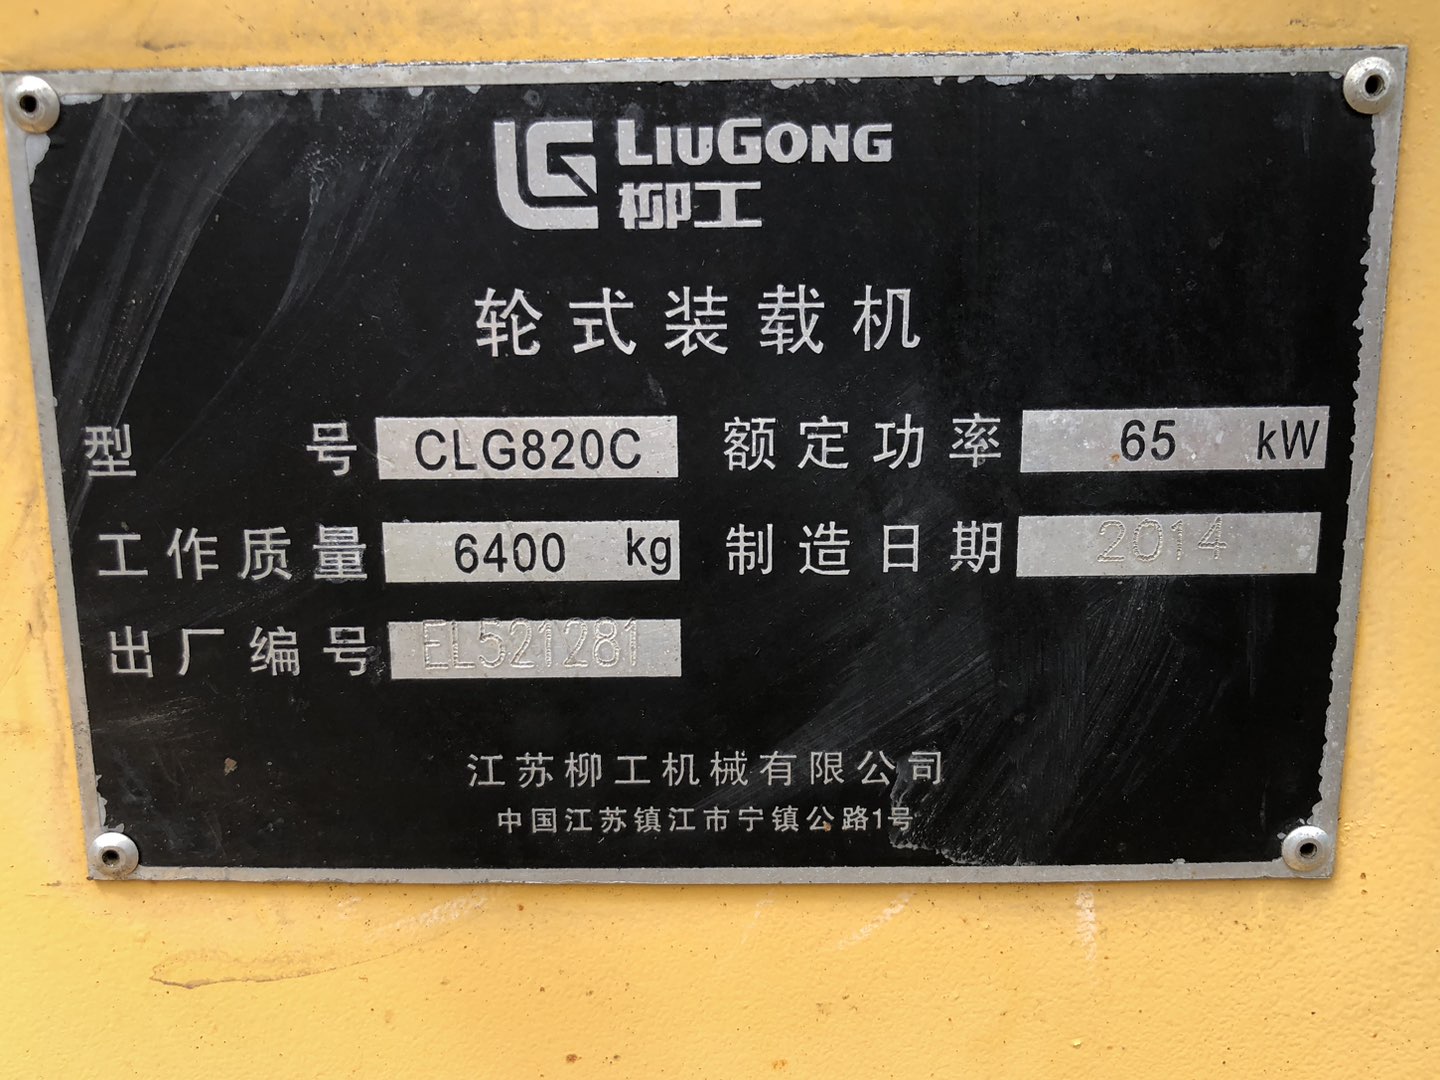 LG LIUGONG
柳工
轮式装载机
型号 CLG820C 额定功率 65 kW
工作质量 6400 kg 制造日期 2014
出厂编号 EL521281
江苏柳工机械有限公司
中国江苏镇江市宁镇公路1号